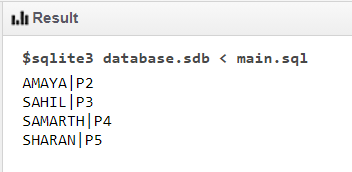 Result
$sqlite3 database.sdb < main.sql
AMAYA|P2
SAHIL|P3
SAMARTH|P4
SHARAN|P5